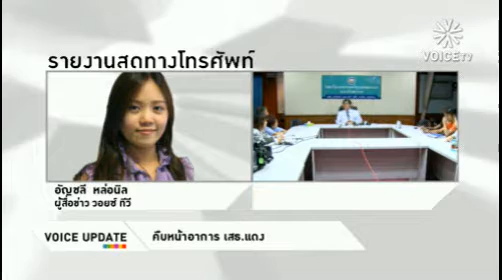 VOICETV
รายงานสดทางโทรศัพท์
อัญชลี หล่อนิล
ผู้สื่อข่าว วอยซ์ ทีวี
VOICE UPDATE
คืบหน้าอาการ เสธ.แดง